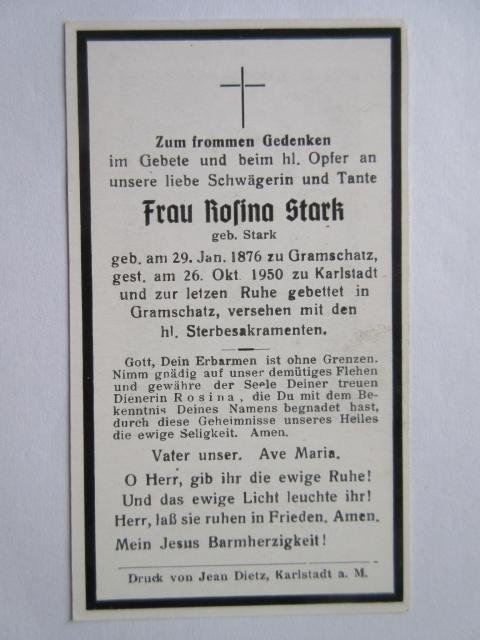 Zum frommen Gedenken
im Gebete und beim hl. Opfer an
unsere liebe Schwägerin und Tante
Frau Rosina Stark
geb. Stark
geb. am 29. Jan. 1876 zu Gramschatz,
gest. am 26. Okt. 1950 zu Karlstadt
und zur letzen Ruhe gebettet in
Gramschatz, versehen mit den
hl. Sterbesakramenten.
Gott, Dein Erbarmen ist ohne Grenzen.
Nimm gnädig auf unser demütiges Flehen
und gewähre der Seele Deiner treuen
Dienerin Rosina, die Du mit dem Be-
kenntnis Deines Namens begnadet hast,
durch diese Geheimnisse unseres Heiles
die ewige Seligkeit. Amen.
Vater unser. Ave Maria.
O Herr, gib ihr die ewige Ruhe!
Und das ewige Licht leuchte ihr!
Herr, laß sie ruhen in Frieden. Amen.
Mein Jesus Barmherzigkeit!
Druck von Jean Dietz, Karlstadt a. M.